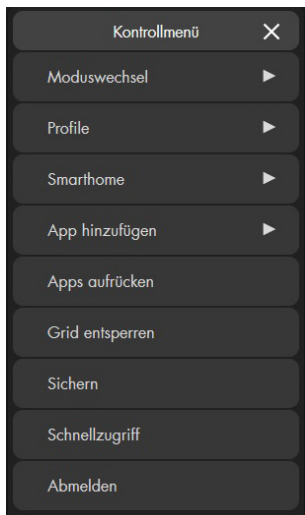 Kontrollmenü
Moduswechsel
Profile
Smarthome
App hinzufügen
Apps aufrücken
Grid entsperren
Sichern
Schnellzugriff
Abmelden